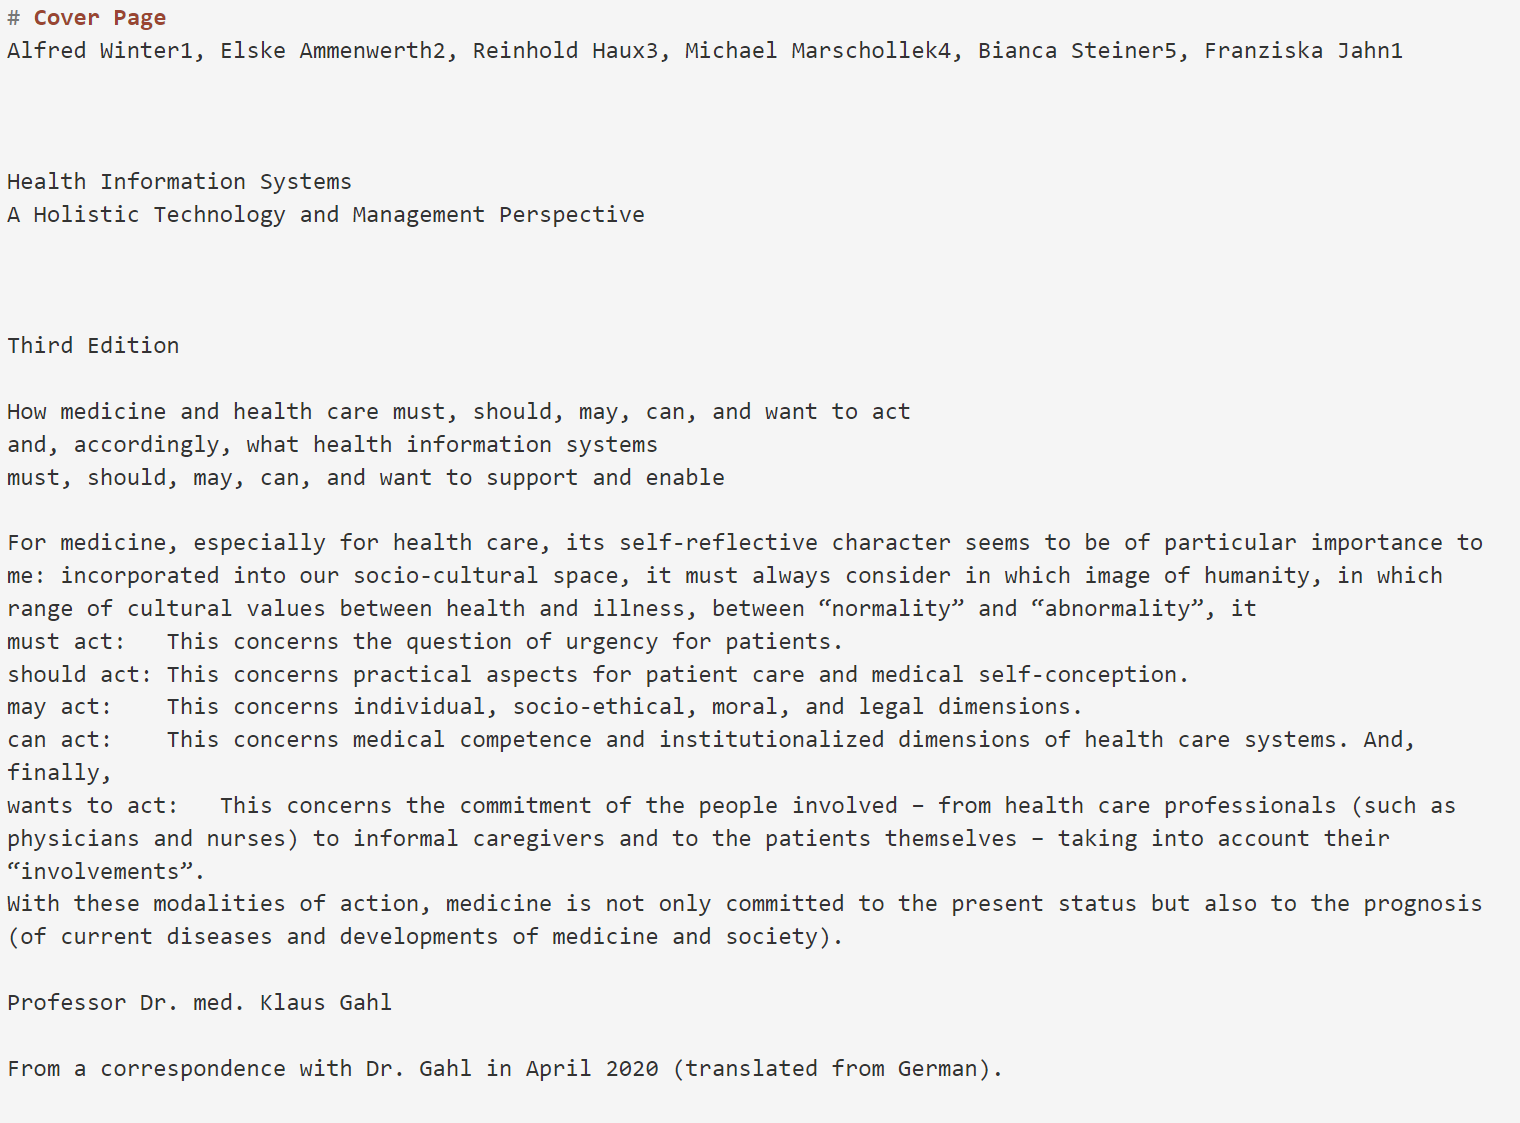 # Cover Page
Alfred Winter1, Elske Ammenwerth2, Reinhold Haux3, Michael Marschollek4, Bianca Steiner5, Franziska Jahn1
Health Information Systems
A Holistic Technology and Management Perspective
Third Edition
How medicine and health care must, should, may, can, and want to act
and, accordingly, what health information systems
must, should, may, can, and want to support and enable
For medicine, especially for health care, its self-reflective character seems to be of particular importance to
me: incorporated into our socio-cultural space, it must always consider in which image of humanity, in which
range of cultural values between health and illness, between “normality” and “abnormality”, it
must act:   This concerns the question of urgency for patients.
should act: This concerns practical aspects for patient care and medical self-conception.
may act:    This concerns individual, socio-ethical, moral, and legal dimensions.
can act:    This concerns medical competence and institutionalized dimensions of health care systems. And,
finally,
wants to act:   This concerns the commitment of the people involved – from health care professionals (such as
physicians and nurses) to informal caregivers and to the patients themselves – taking into account their
“involvements”.
With these modalities of action, medicine is not only committed to the present status but also to the prognosis
(of current diseases and developments of medicine and society).
Professor Dr. med. Klaus Gahl
From a correspondence with Dr. Gahl in April 2020 (translated from German).